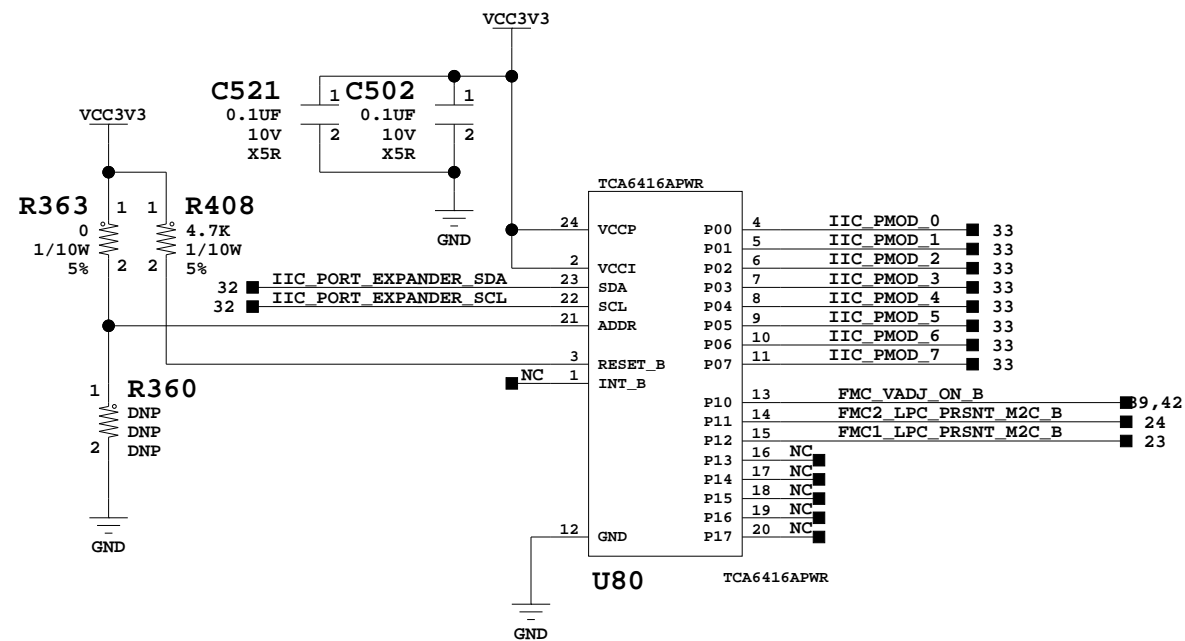 VCC3V3
C521
1
0.1UF
10V
2
X5R
C502
1
0.1UF
10V
2
X5R
GND
VCC3V3
R363
1
0
1/10W
5%
2
R408
1
4.7K
1/10W
5%
2
R360
1
DNP
DNP
2
DNP
GND
TCA6416APWR
24 VCCP
2 VCCI
32 IIC_PORT_EXPANDER_SDA 23 SDA
32 IIC_PORT_EXPANDER_SCL 22 SCL
21 ADDR
3 RESET_B
NC 1 INT_B
12 GND
GND
P00 4 IIC_PMOD_0 33
P01 5 IIC_PMOD_1 33
P02 6 IIC_PMOD_2 33
P03 7 IIC_PMOD_3 33
P04 8 IIC_PMOD_4 33
P05 9 IIC_PMOD_5 33
P06 10 IIC_PMOD_6 33
P07 11 IIC_PMOD_7 33
P10 13 FMC_VADJ_ON_B 39,42
P11 14 FMC2_LPC_PRSNT_M2C_B 24
P12 15 FMC1_LPC_PRSNT_M2C_B 23
P13 16 NC
P14 17 NC
P15 18 NC
P16 19 NC
P17 20 NC
U80
TCA6416APWR